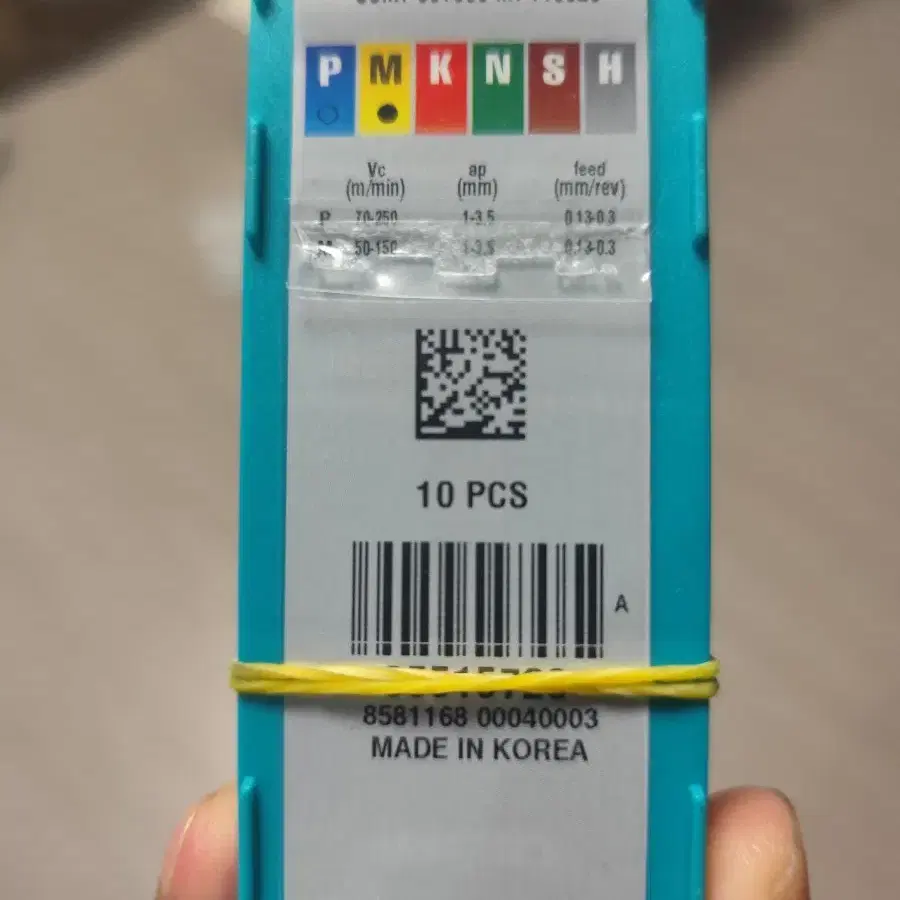 P M K N S H
Vc ap feed
(m/min) (mm) (mm/rev)
P 70-250 1-3.5 0.13-0.3
M 50-150 1-3.5 0.13-0.3
10 PCS
A
8581168 00040003
MADE IN KOREA